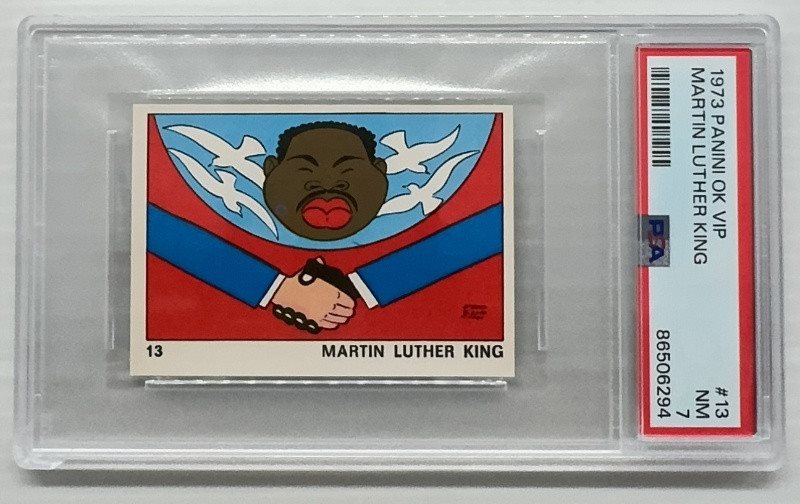 13
MARTIN LUTHER KING
1973 PANINI OK VIP
MARTIN LUTHER KING
PSA
#13
NM
7
86506294